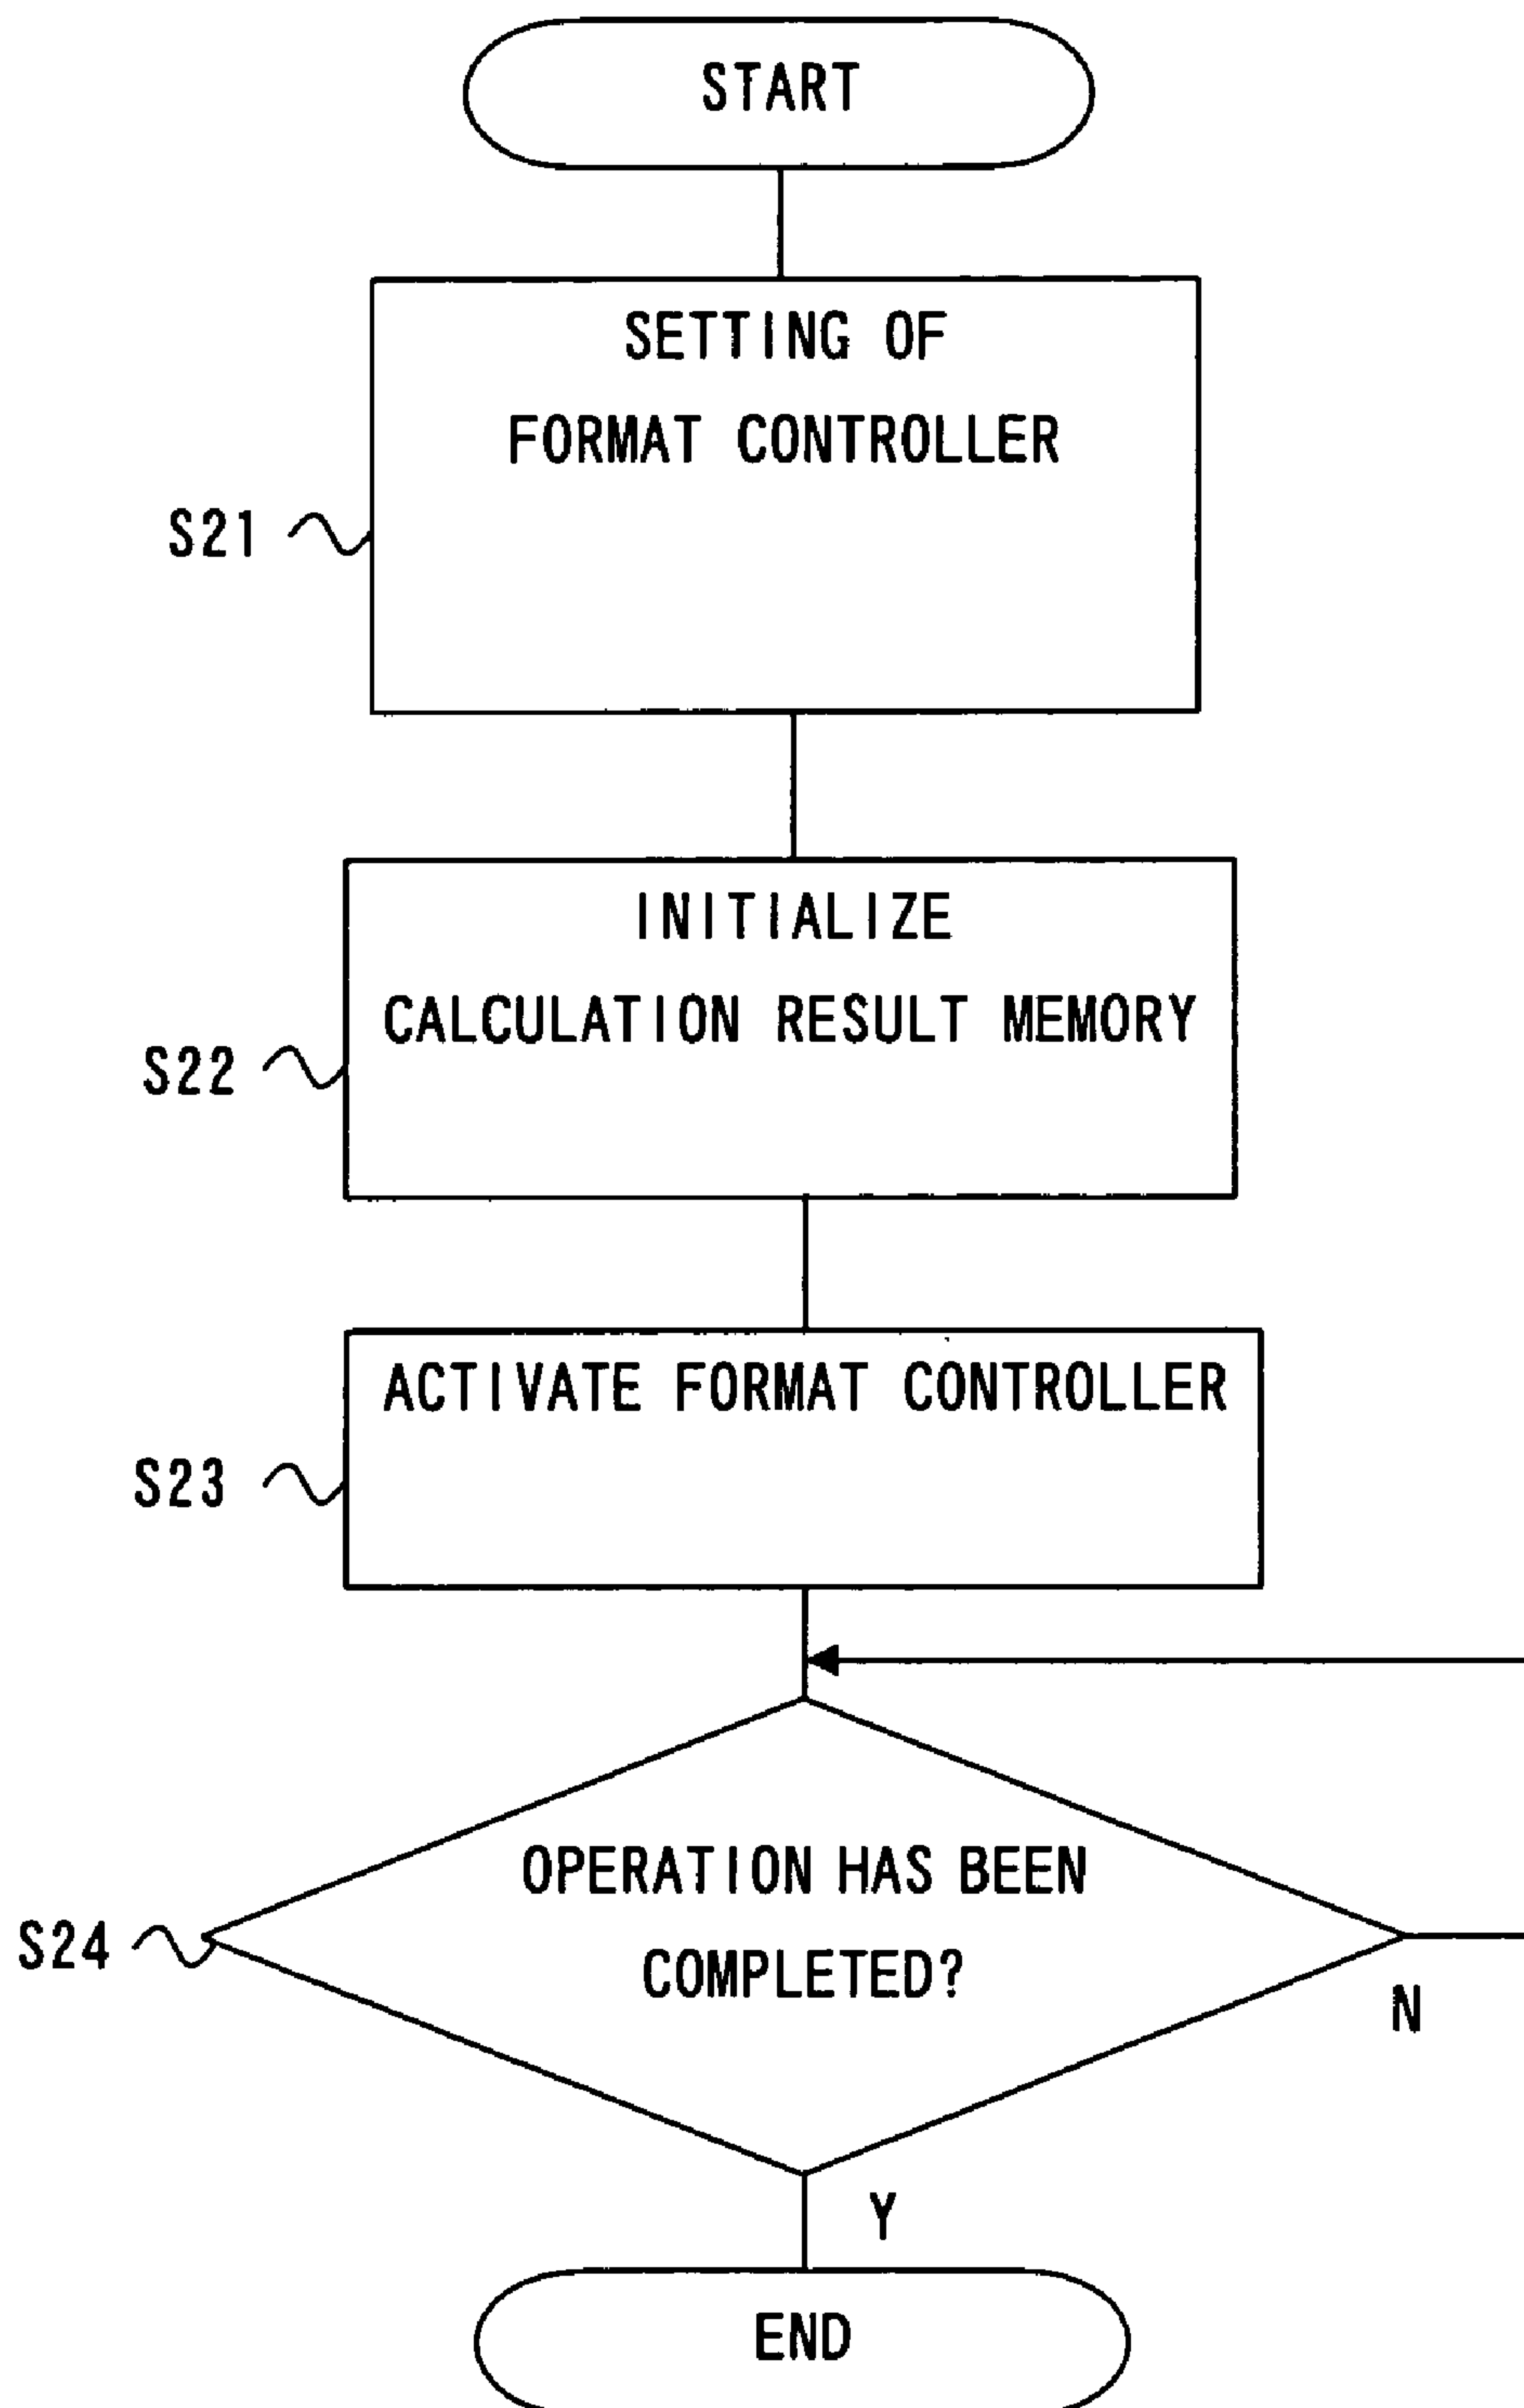 START
SETTING OF
FORMAT CONTROLLER
S21
INITIALIZE
CALCULATION RESULT MEMORY
S22
ACTIVATE FORMAT CONTROLLER
S23
OPERATION HAS BEEN
COMPLETED?
S24
N
Y
END